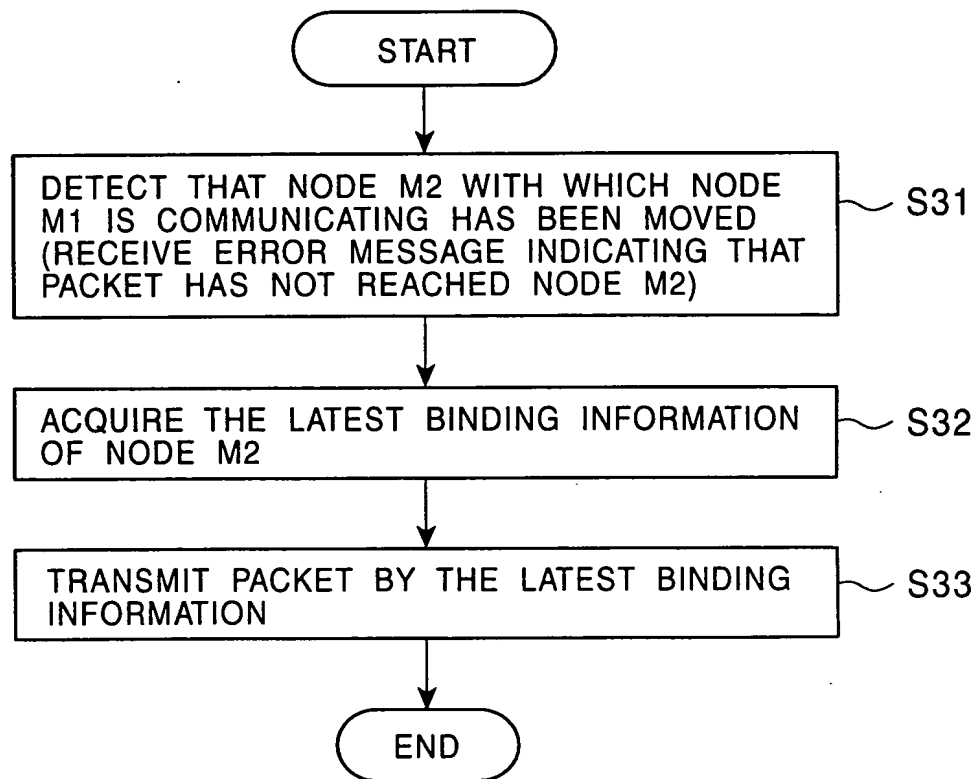 START
DETECT THAT NODE M2 WITH WHICH NODE
M1 IS COMMUNICATING HAS BEEN MOVED
(RECEIVE ERROR MESSAGE INDICATING THAT
PACKET HAS NOT REACHED NODE M2)
S31
ACQUIRE THE LATEST BINDING INFORMATION
OF NODE M2
S32
TRANSMIT PACKET BY THE LATEST BINDING
INFORMATION
S33
END